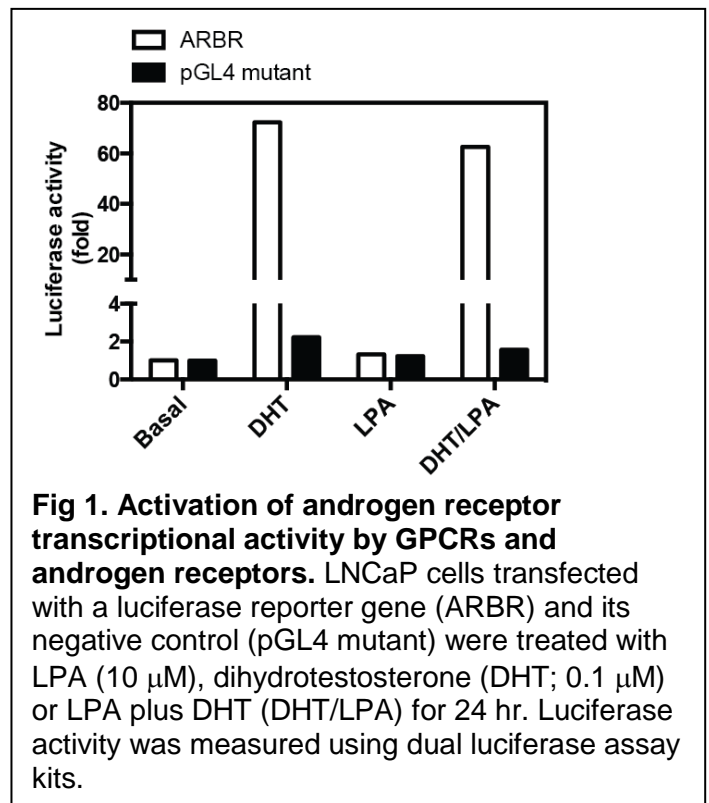 ARBR
pGL4 mutant
Luciferase activity
(fold)
80
60
40
20
4
2
0
Basal
DHT
LPA
DHT/LPA
Fig 1. Activation of androgen receptor
transcriptional activity by GPCRs and
androgen receptors. LNCaP cells transfected
with a luciferase reporter gene (ARBR) and its
negative control (pGL4 mutant) were treated with
LPA (10 μM), dihydrotestosterone (DHT; 0.1 μM)
or LPA plus DHT (DHT/LPA) for 24 hr. Luciferase
activity was measured using dual luciferase assay
kits.